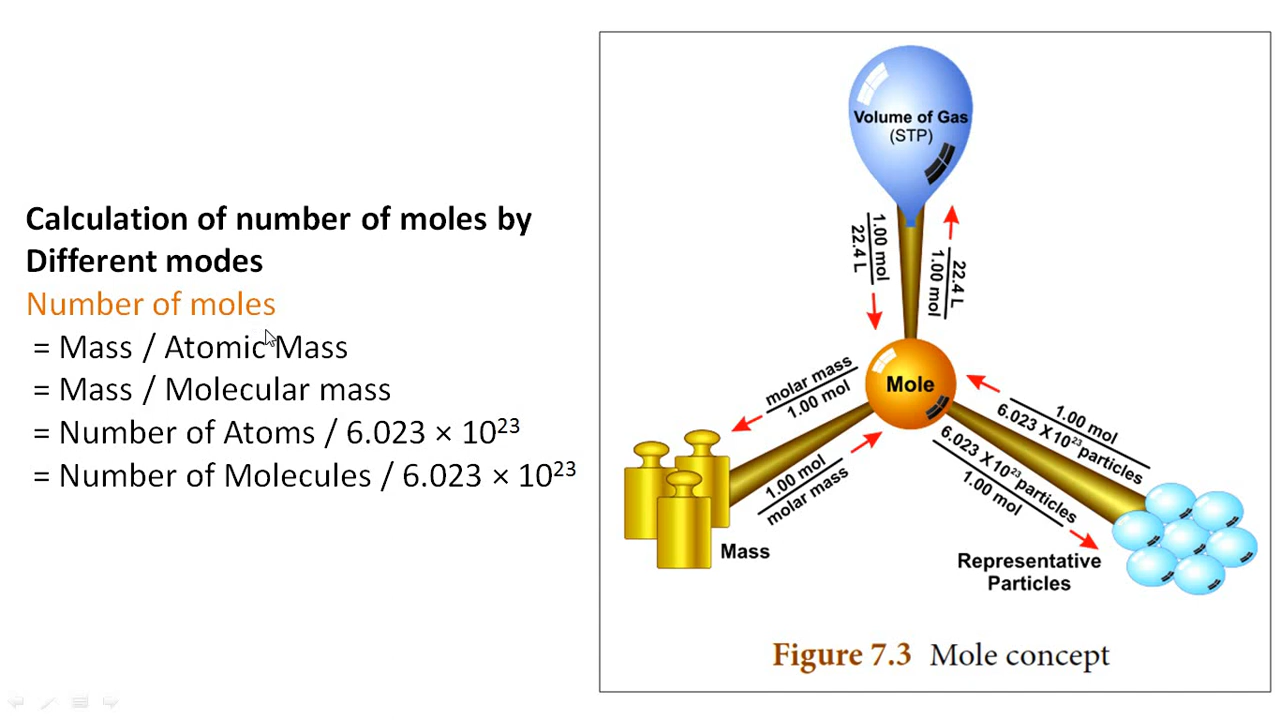 Calculation of number of moles by
Different modes
Number of moles
= Mass / Atomic Mass
= Mass / Molecular mass
= Number of Atoms / 6.023 × 10²³
= Number of Molecules / 6.023 × 10²³
Volume of Gas
(STP)
1.00 mol
22.4 L
22.4 L
1.00 mol
Mole
molar mass
1.00 mol
1.00 mol
molar mass
Mass
1.00 mol
6.023 X 10²³ particles
6.023 X 10²³ particles
1.00 mol
Representative
Particles
Figure 7.3 Mole concept